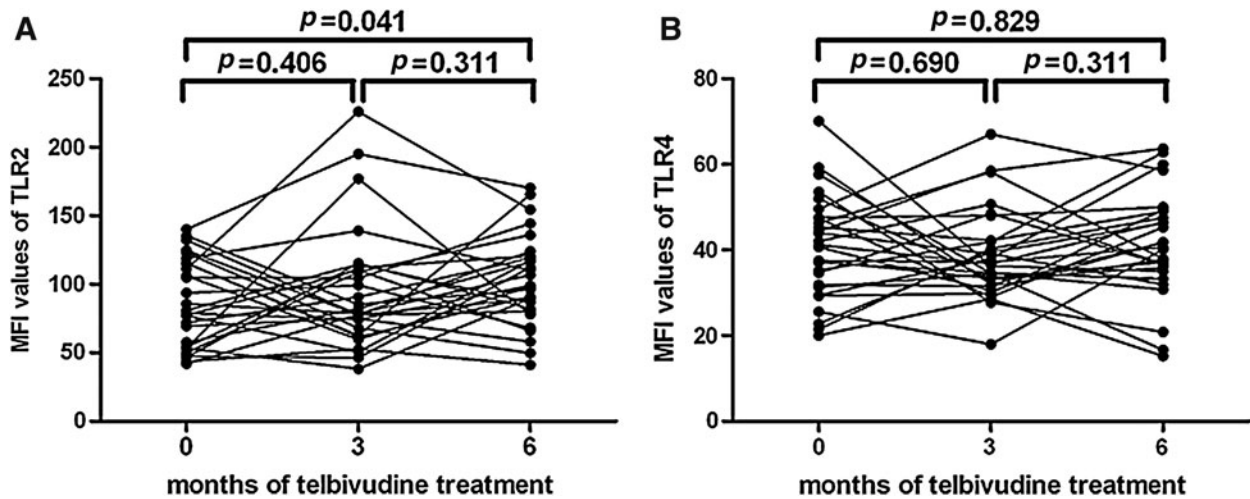 A
p=0.041
p=0.406
p=0.311
MFI values of TLR2
250
200
150
100
50
0
0 3 6
months of telbivudine treatment
B
p=0.829
p=0.690
p=0.311
MFI values of TLR4
80
60
40
20
0
0 3 6
months of telbivudine treatment